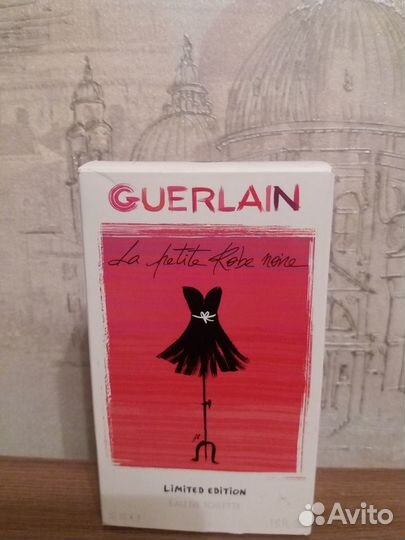 GUERLAIN
La petite Robe noire
LIMITED EDITION
EAU DE TOILETTE
Avito